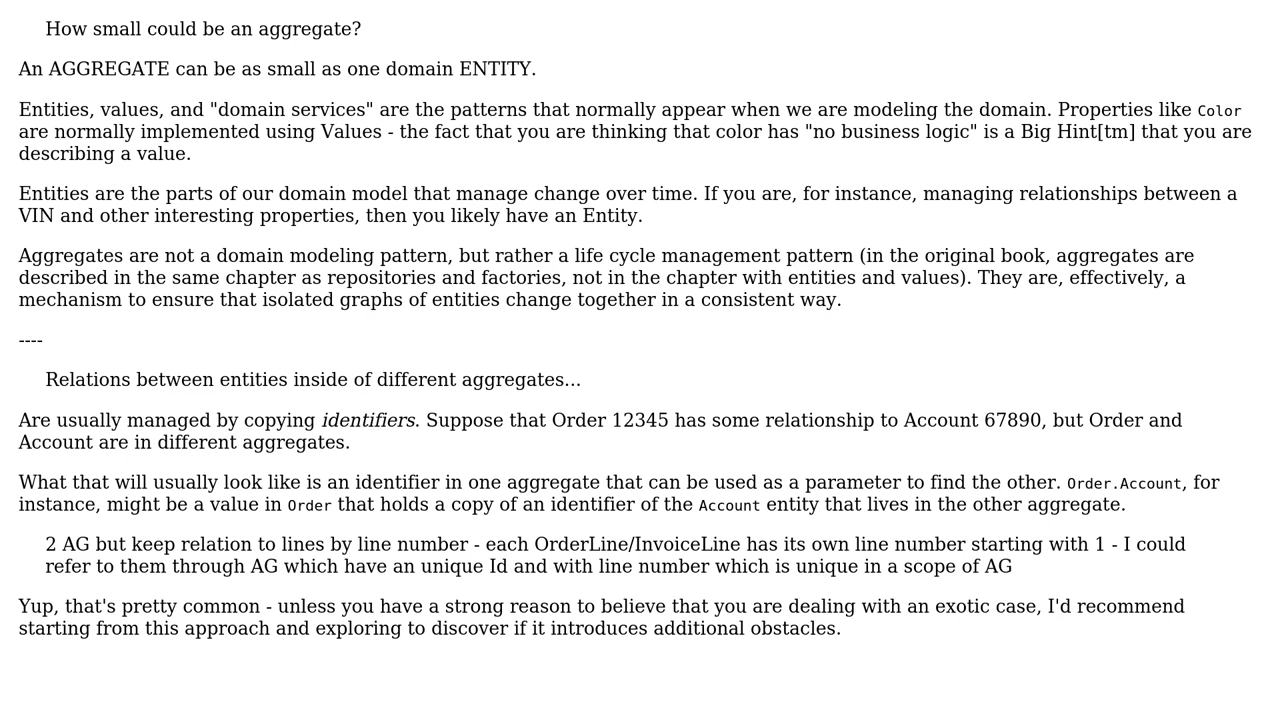 How small could be an aggregate?
An AGGREGATE can be as small as one domain ENTITY.
Entities, values, and "domain services" are the patterns that normally appear when we are modeling the domain. Properties like Color
are normally implemented using Values - the fact that you are thinking that color has "no business logic" is a Big Hint[tm] that you are
describing a value.
Entities are the parts of our domain model that manage change over time. If you are, for instance, managing relationships between a
VIN and other interesting properties, then you likely have an Entity.
Aggregates are not a domain modeling pattern, but rather a life cycle management pattern (in the original book, aggregates are
described in the same chapter as repositories and factories, not in the chapter with entities and values). They are, effectively, a
mechanism to ensure that isolated graphs of entities change together in a consistent way.
----
Relations between entities inside of different aggregates...
Are usually managed by copying identifiers. Suppose that Order 12345 has some relationship to Account 67890, but Order and
Account are in different aggregates.
What that will usually look like is an identifier in one aggregate that can be used as a parameter to find the other. Order.Account, for
instance, might be a value in Order that holds a copy of an identifier of the Account entity that lives in the other aggregate.
2 AG but keep relation to lines by line number - each OrderLine/InvoiceLine has its own line number starting with 1 - I could
refer to them through AG which have an unique Id and with line number which is unique in a scope of AG
Yup, that's pretty common - unless you have a strong reason to believe that you are dealing with an exotic case, I'd recommend
starting from this approach and exploring to discover if it introduces additional obstacles.